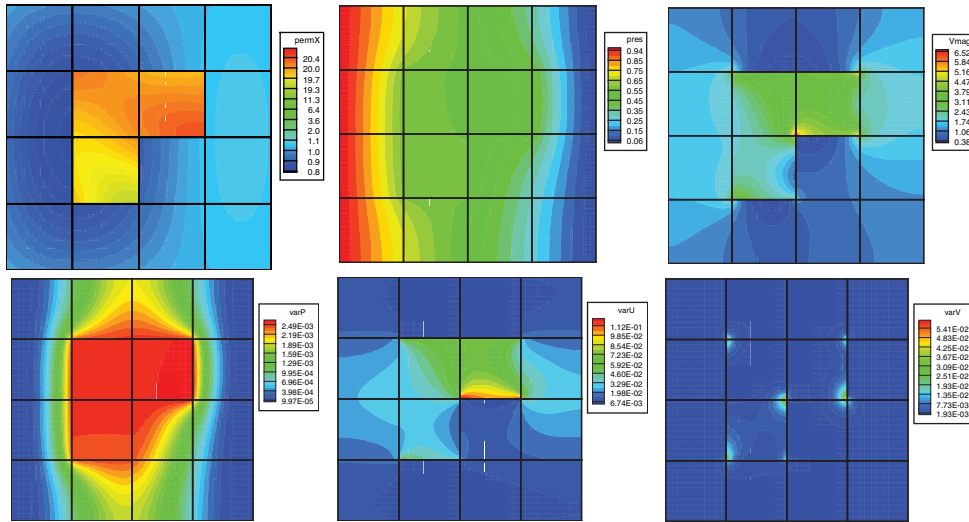 permX
20.4
20.0
19.7
19.3
11.3
6.4
3.6
2.0
1.1
1.0
0.9
0.8
pres
0.94
0.85
0.75
0.65
0.55
0.45
0.35
0.25
0.15
0.06
Vmag
6.52
5.84
5.16
4.47
3.79
3.11
2.43
1.74
1.06
0.38
varP
2.49E-03
2.19E-03
1.89E-03
1.59E-03
1.29E-03
9.95E-04
6.96E-04
3.98E-04
9.97E-05
varU
1.12E-01
9.85E-02
8.54E-02
7.23E-02
5.92E-02
4.60E-02
3.29E-02
1.98E-02
6.74E-03
varV
5.41E-02
4.83E-02
4.25E-02
3.67E-02
3.09E-02
2.51E-02
1.93E-02
1.35E-02
7.73E-03
1.93E-03